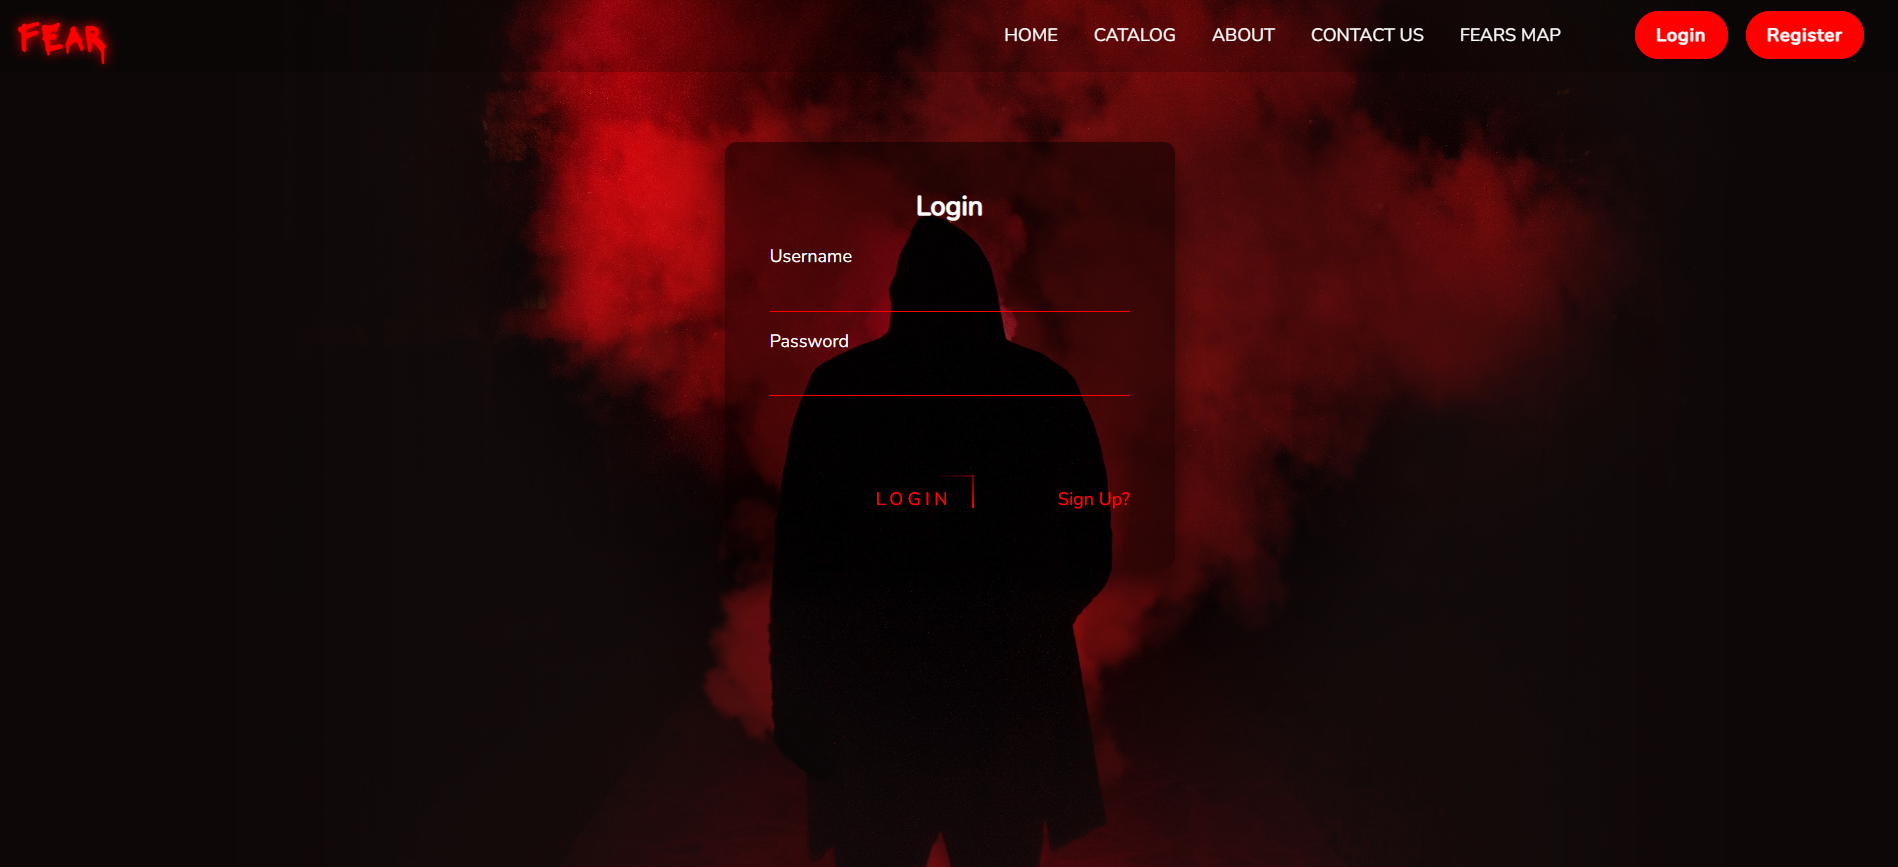 FEAR
HOME CATALOG ABOUT CONTACT US FEARS MAP Login Register
Login
Username
Password
LOGIN Sign Up?